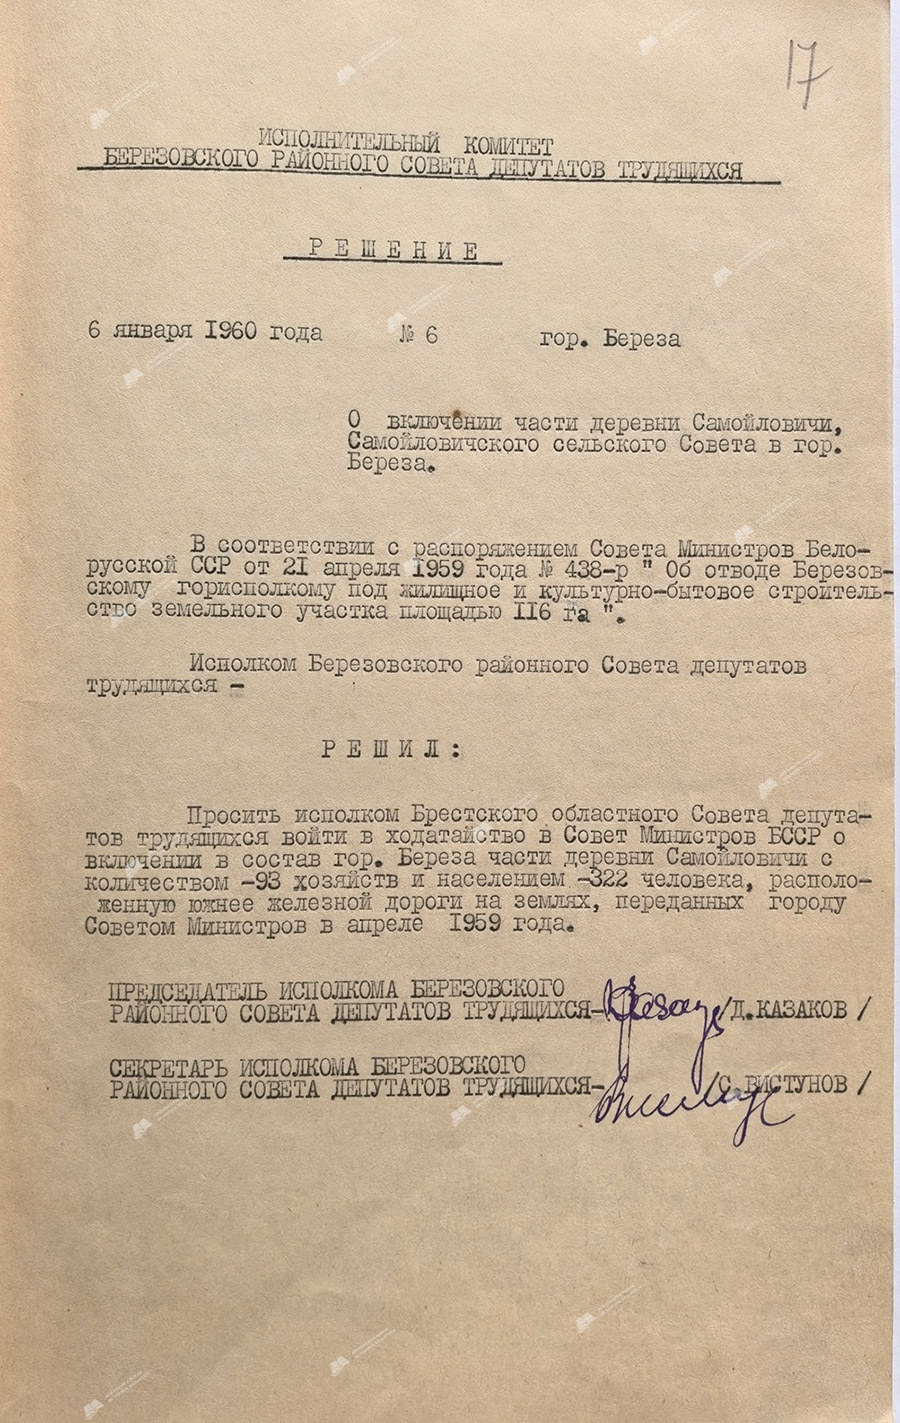 17
ИСПОЛНИТЕЛЬНЫЙ КОМИТЕТ
БЕРЕЗОВСКОГО РАЙОННОГО СОВЕТА ДЕПУТАТОВ ТРУДЯЩИХСЯ
Р Е Ш Е Н И Е
6 января 1960 года № 6 гор. Береза
О включении части деревни Самойловичи,
Самойловичского сельского Совета в гор.
Береза.
В соответствии с распоряжением Совета Министров Бело-
русской ССР от 21 апреля 1959 года № 438-р " Об отводе Березов-
скому горисполкому под жилищное и культурно-бытовое строитель-
ство земельного участка площадью 116 га ".
Исполком Березовского районного Совета депутатов
трудящихся -
Р Е Ш И Л :
Просить исполком Брестского областного Совета депута-
тов трудящихся войти в ходатайство в Совет Министров БССР о
включении в состав гор. Береза части деревни Самойловичи с
количеством -93 хозяйств и населением -322 человека, располо-
женную южнее железной дороги на землях, переданных городу
Советом Министров в апреле 1959 года.
ПРЕДСЕДАТЕЛЬ ИСПОЛКОМА БЕРЕЗОВСКОГО
РАЙОННОГО СОВЕТА ДЕПУТАТОВ ТРУДЯЩИХСЯ- /Д.КАЗАКОВ /
СЕКРЕТАРЬ ИСПОЛКОМА БЕРЕЗОВСКОГО
РАЙОННОГО СОВЕТА ДЕПУТАТОВ ТРУДЯЩИХСЯ- /С.ВИСТУНОВ /